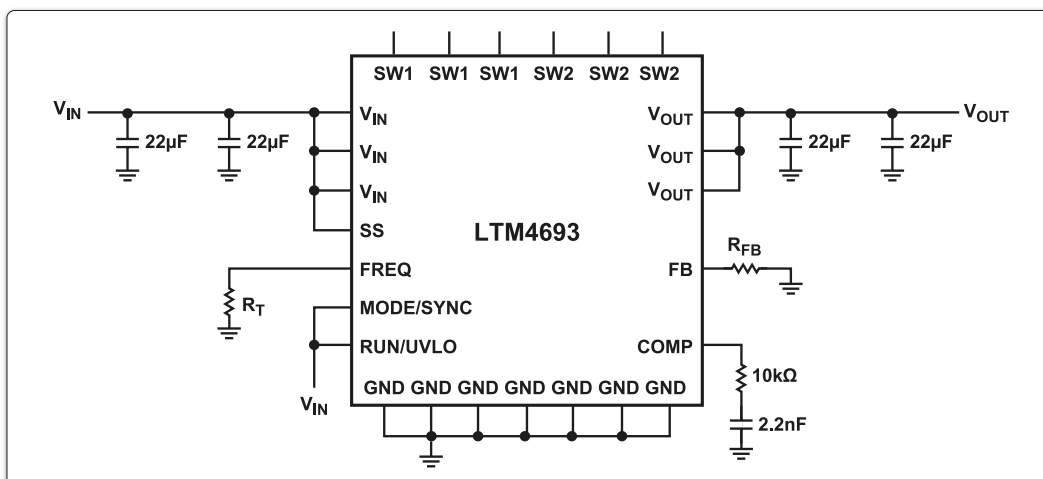 SW1 SW1 SW1 SW2 SW2 SW2
VIN
22µF 22µF
VIN
VIN
VIN
SS
FREQ
MODE/SYNC
RUN/UVLO
RT
VIN
LTM4693
VOUT
VOUT
VOUT
FB
COMP
22µF 22µF
VOUT
RFB
10kΩ
2.2nF
GND GND GND GND GND GND GND